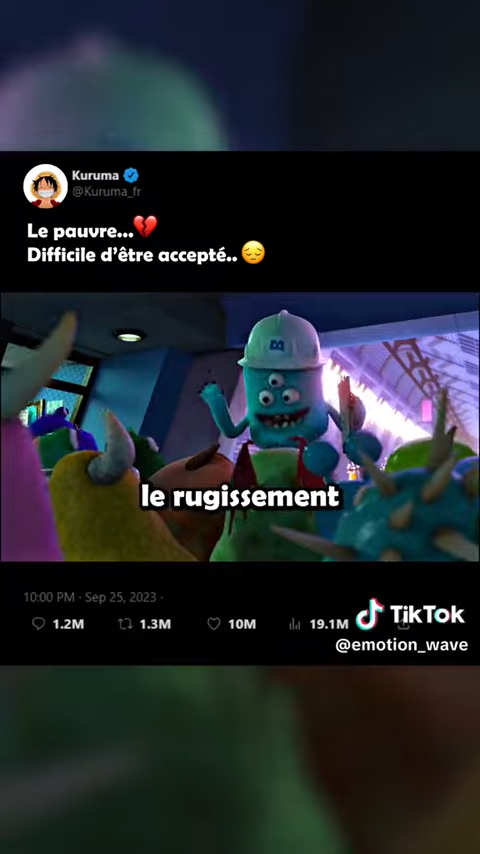 Kuruma
@Kuruma_fr
Le pauvre...💔
Difficile d'être accepté..😔
le rugissement
10:00 PM · Sep 25, 2023 ·
1.2M 1.3M 10M 19.1M
TikTok
@emotion_wave